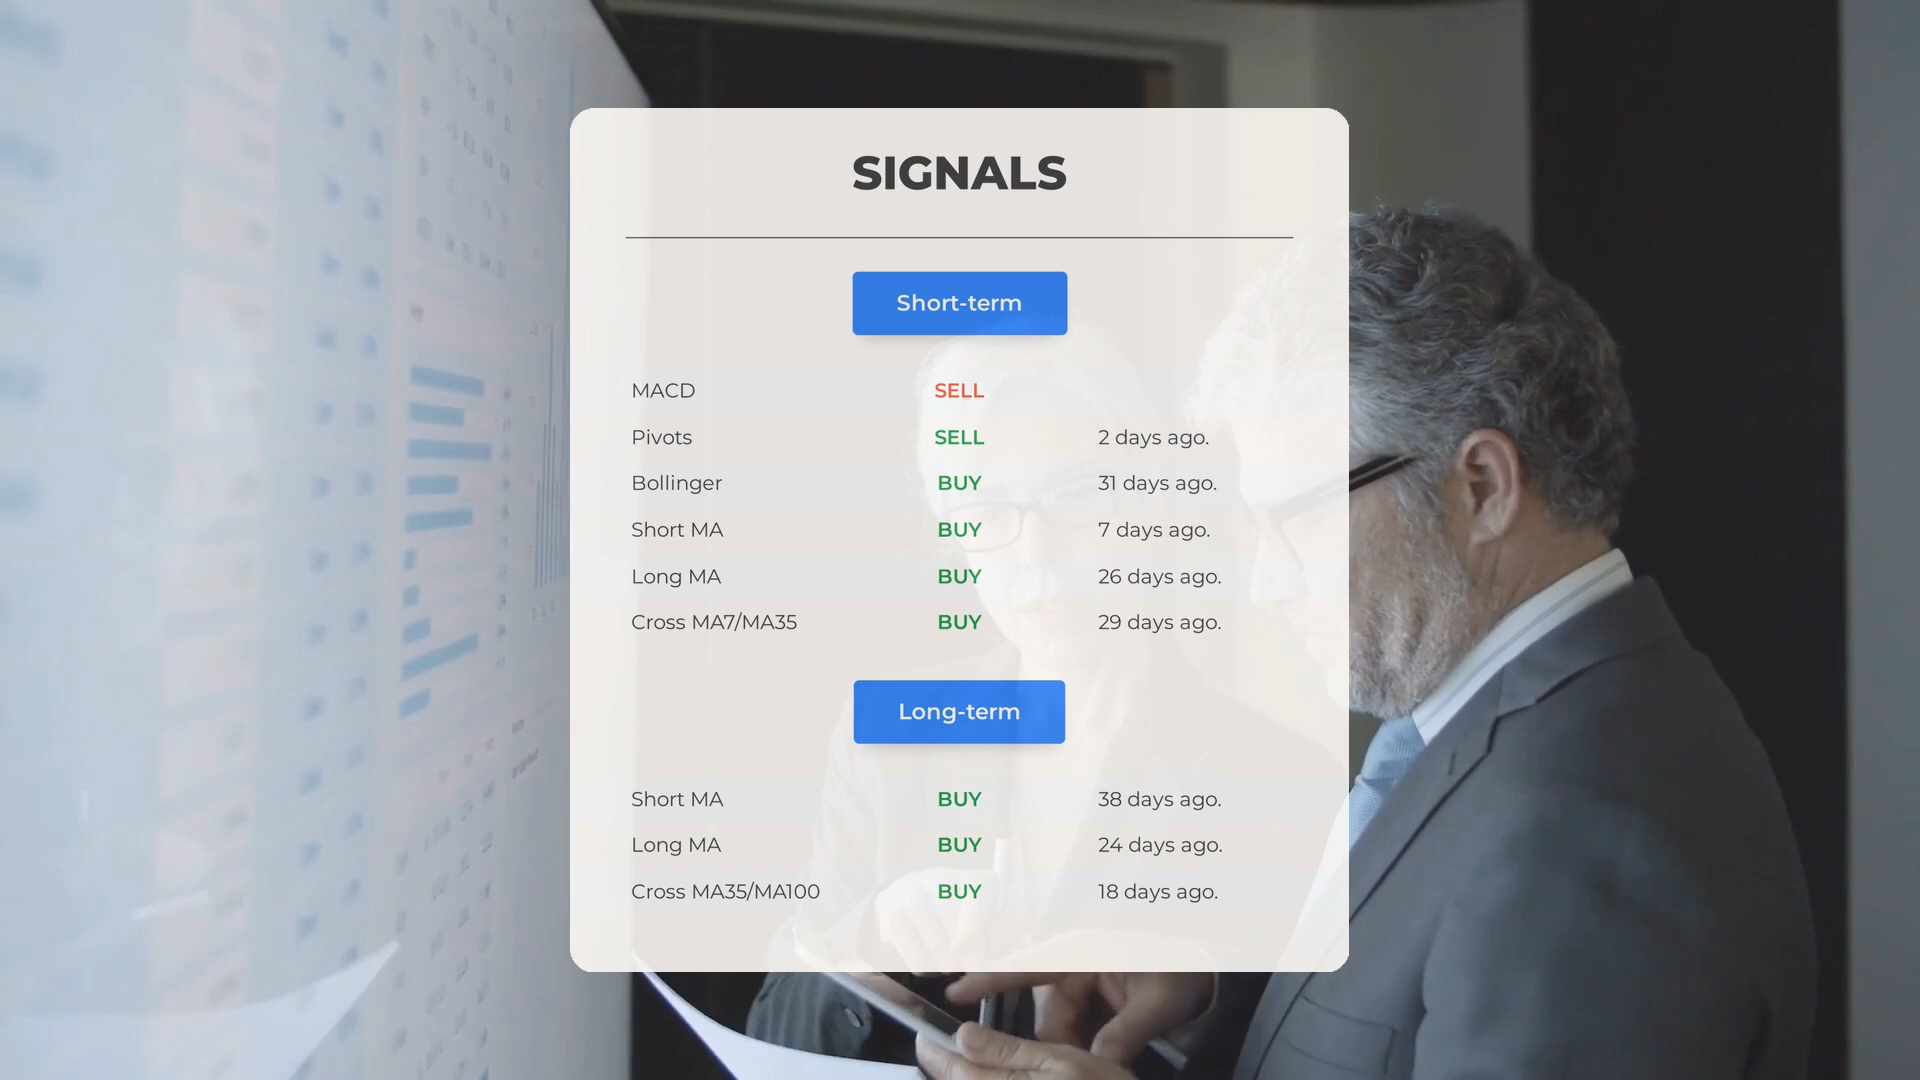 SIGNALS
Short-term
MACD SELL
Pivots SELL 2 days ago.
Bollinger BUY 31 days ago.
Short MA BUY 7 days ago.
Long MA BUY 26 days ago.
Cross MA7/MA35 BUY 29 days ago.
Long-term
Short MA BUY 38 days ago.
Long MA BUY 24 days ago.
Cross MA35/MA100 BUY 18 days ago.